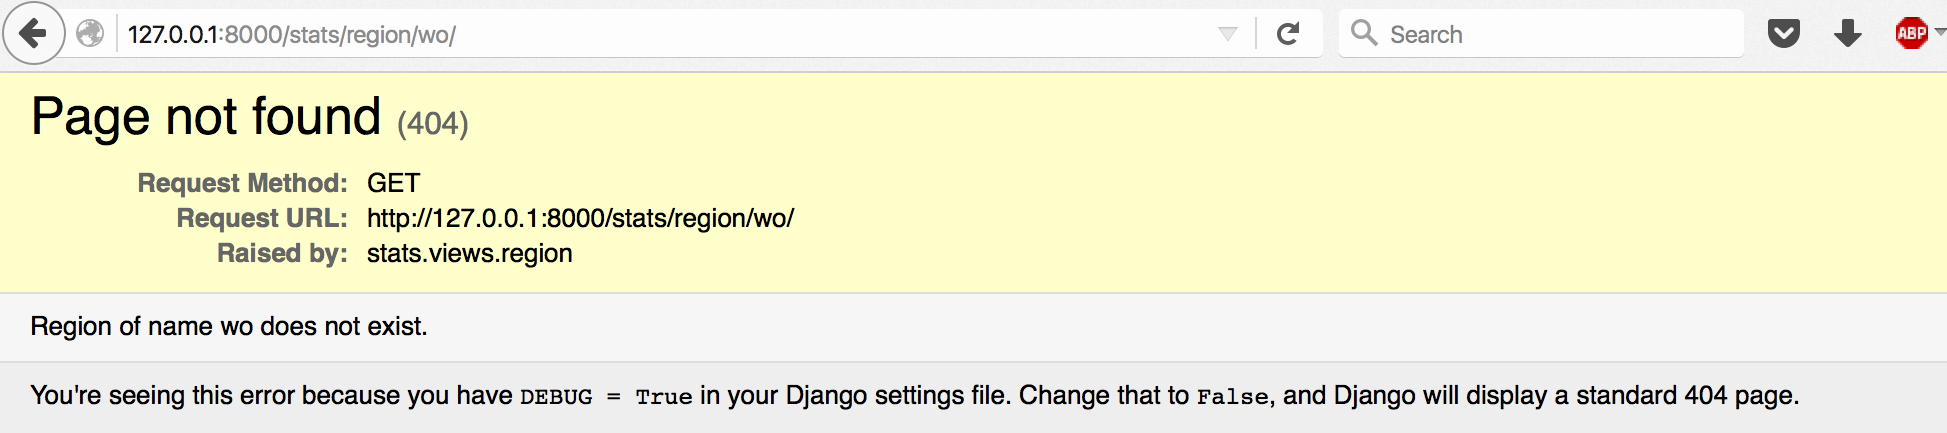 127.0.0.1:8000/stats/region/wo/
Search
ABP
Page not found (404)
Request Method: GET
Request URL: http://127.0.0.1:8000/stats/region/wo/
Raised by: stats.views.region
Region of name wo does not exist.
You're seeing this error because you have DEBUG = True in your Django settings file. Change that to False, and Django will display a standard 404 page.